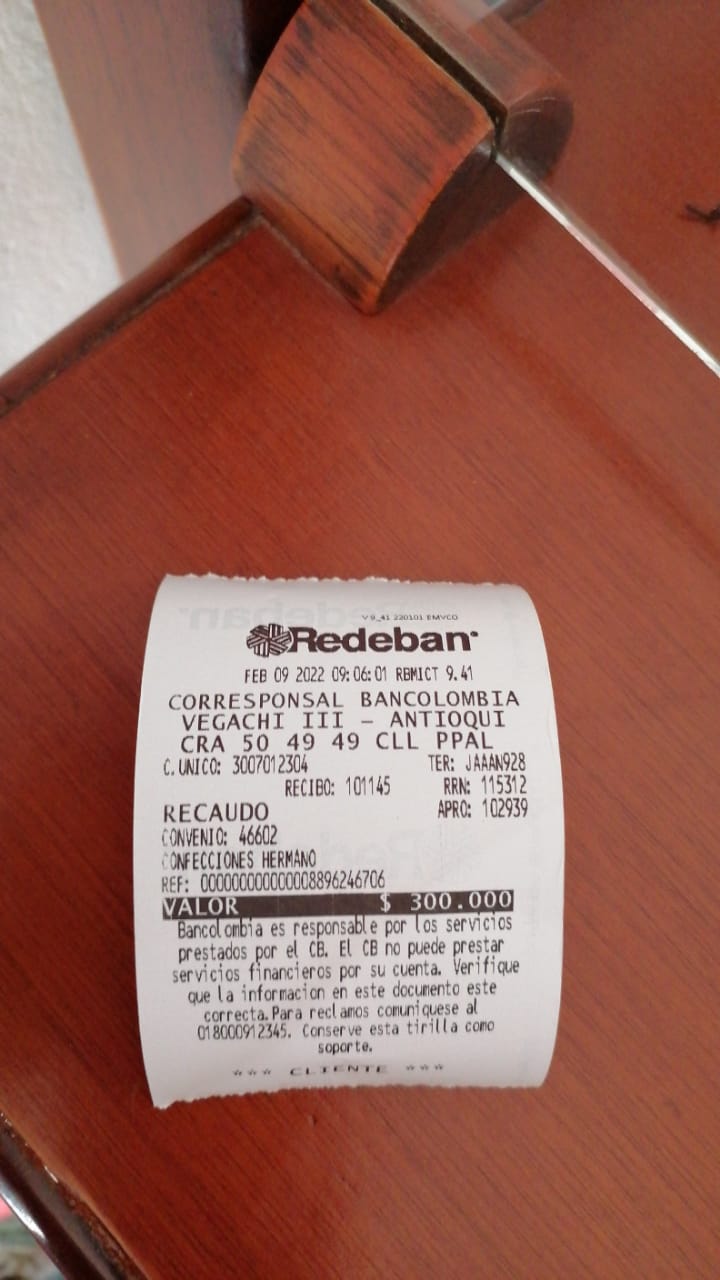 V 9_41 220101 EMVCO
Redeban
FEB 09 2022 09:06:01 RBMICT 9.41
CORRESPONSAL BANCOLOMBIA
VEGACHI III - ANTIOQUI
CRA 50 49 49 CLL PPAL
C.UNICO: 3007012304 TER: JAAAN928
RECIBO: 101145 RRN: 115312
RECAUDO APRO: 102939
CONVENIO: 46602
CONFECCIONES HERMANO
REF: 000000000000008896246706
VALOR $ 300.000
Bancolombia es responsable por los servicios
prestados por el CB. El CB no puede prestar
servicios financieros por su cuenta. Verifique
que la informacion en este documento este
correcta. Para reclamos comuniquese al
018000912345. Conserve esta tirilla como
soporte.
*** CLIENTE ***